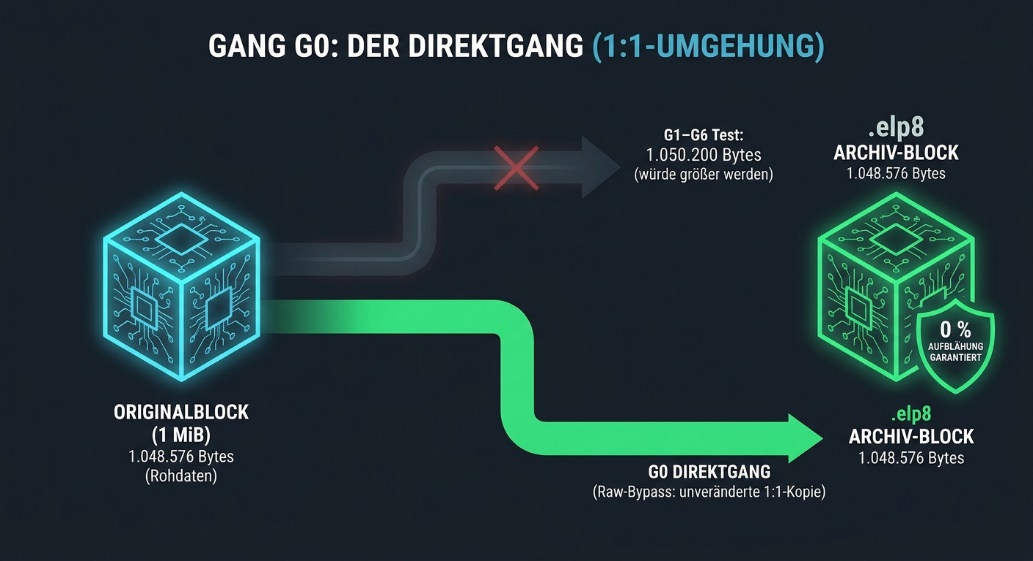 GANG G0: DER DIREKTGANG (1:1-UMGEHUNG)
G1–G6 Test:
1.050.200 Bytes
(würde größer werden)
.elp8
ARCHIV-BLOCK
1.048.576 Bytes
0 %
AUFBLÄHUNG
GARANTIERT
ORIGINALBLOCK
(1 MiB)
1.048.576 Bytes
(Rohdaten)
.elp8
ARCHIV-BLOCK
1.048.576 Bytes
G0 DIREKTGANG
(Raw-Bypass: unveränderte 1:1-Kopie)